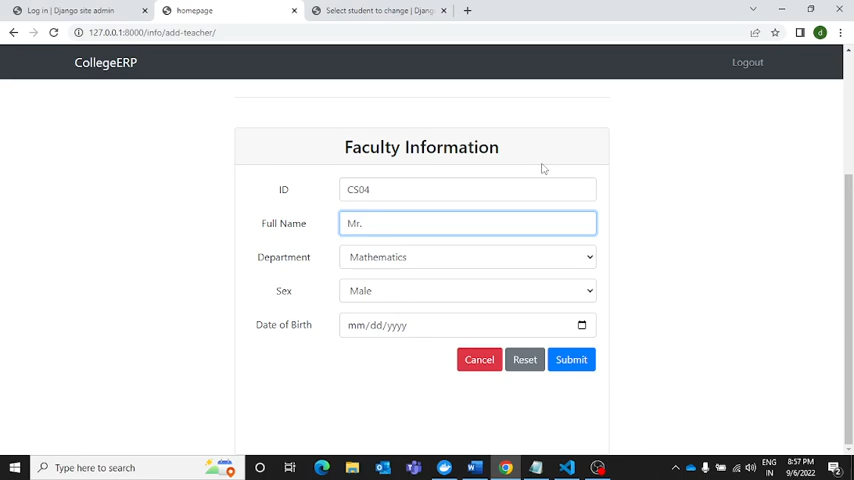 Log in | Django site admin
homepage
Select student to change | Djang
127.0.0.1:8000/info/add-teacher/
d
CollegeERP
Logout
Faculty Information
ID
CS04
Full Name
Mr.
Department
Mathematics
Sex
Male
Date of Birth
mm/dd/yyyy
Cancel
Reset
Submit
Type here to search
ENG
IN
8:57 PM
9/6/2022
2